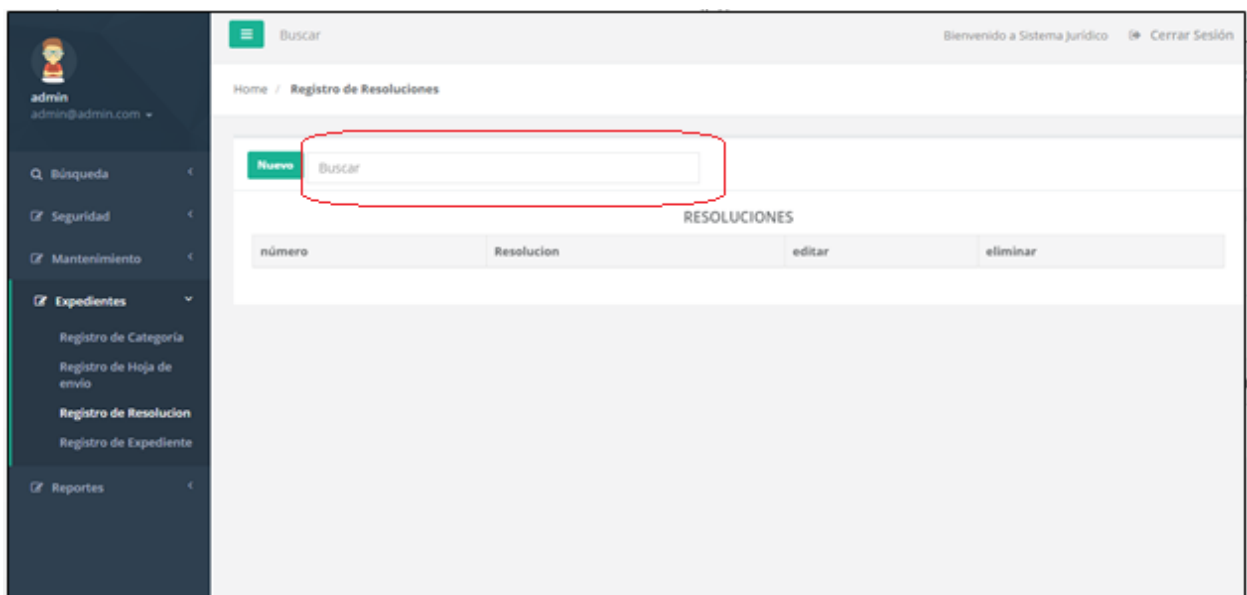 admin
admin@admin.com
Búsqueda
Seguridad
Mantenimiento
Expedientes
Registro de Categoría
Registro de Hoja de
envío
Registro de Resolucion
Registro de Expediente
Reportes
Buscar
Bienvenido a Sistema Jurídico
Cerrar Sesión
Home / Registro de Resoluciones
Nuevo
Buscar
RESOLUCIONES
número Resolucion editar eliminar